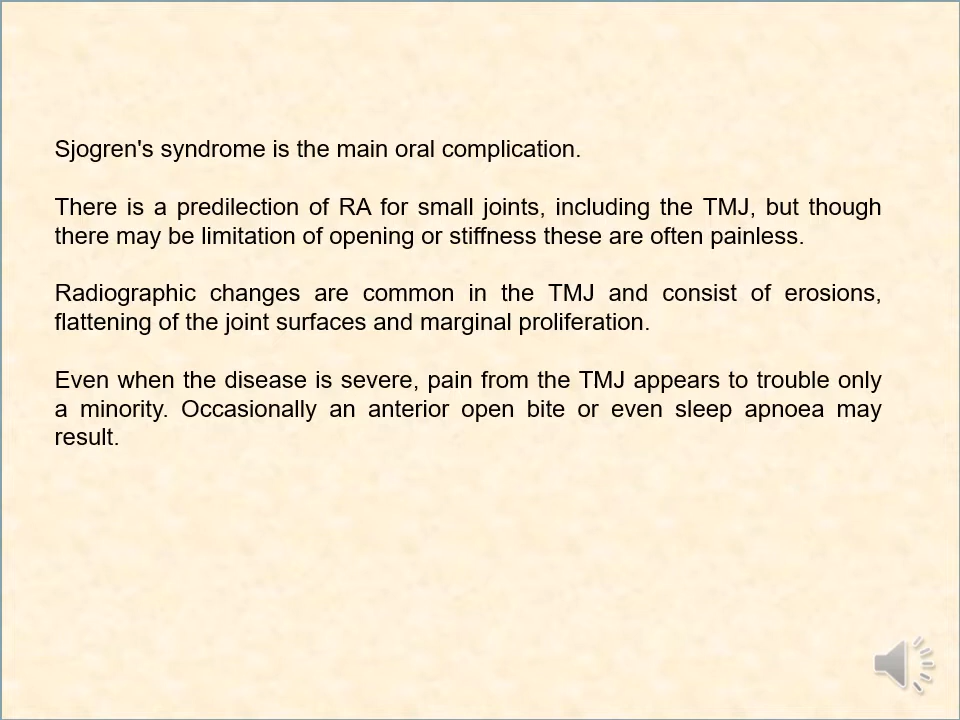 Sjogren's syndrome is the main oral complication.
There is a predilection of RA for small joints, including the TMJ, but though
there may be limitation of opening or stiffness these are often painless.
Radiographic changes are common in the TMJ and consist of erosions,
flattening of the joint surfaces and marginal proliferation.
Even when the disease is severe, pain from the TMJ appears to trouble only
a minority. Occasionally an anterior open bite or even sleep apnoea may
result.